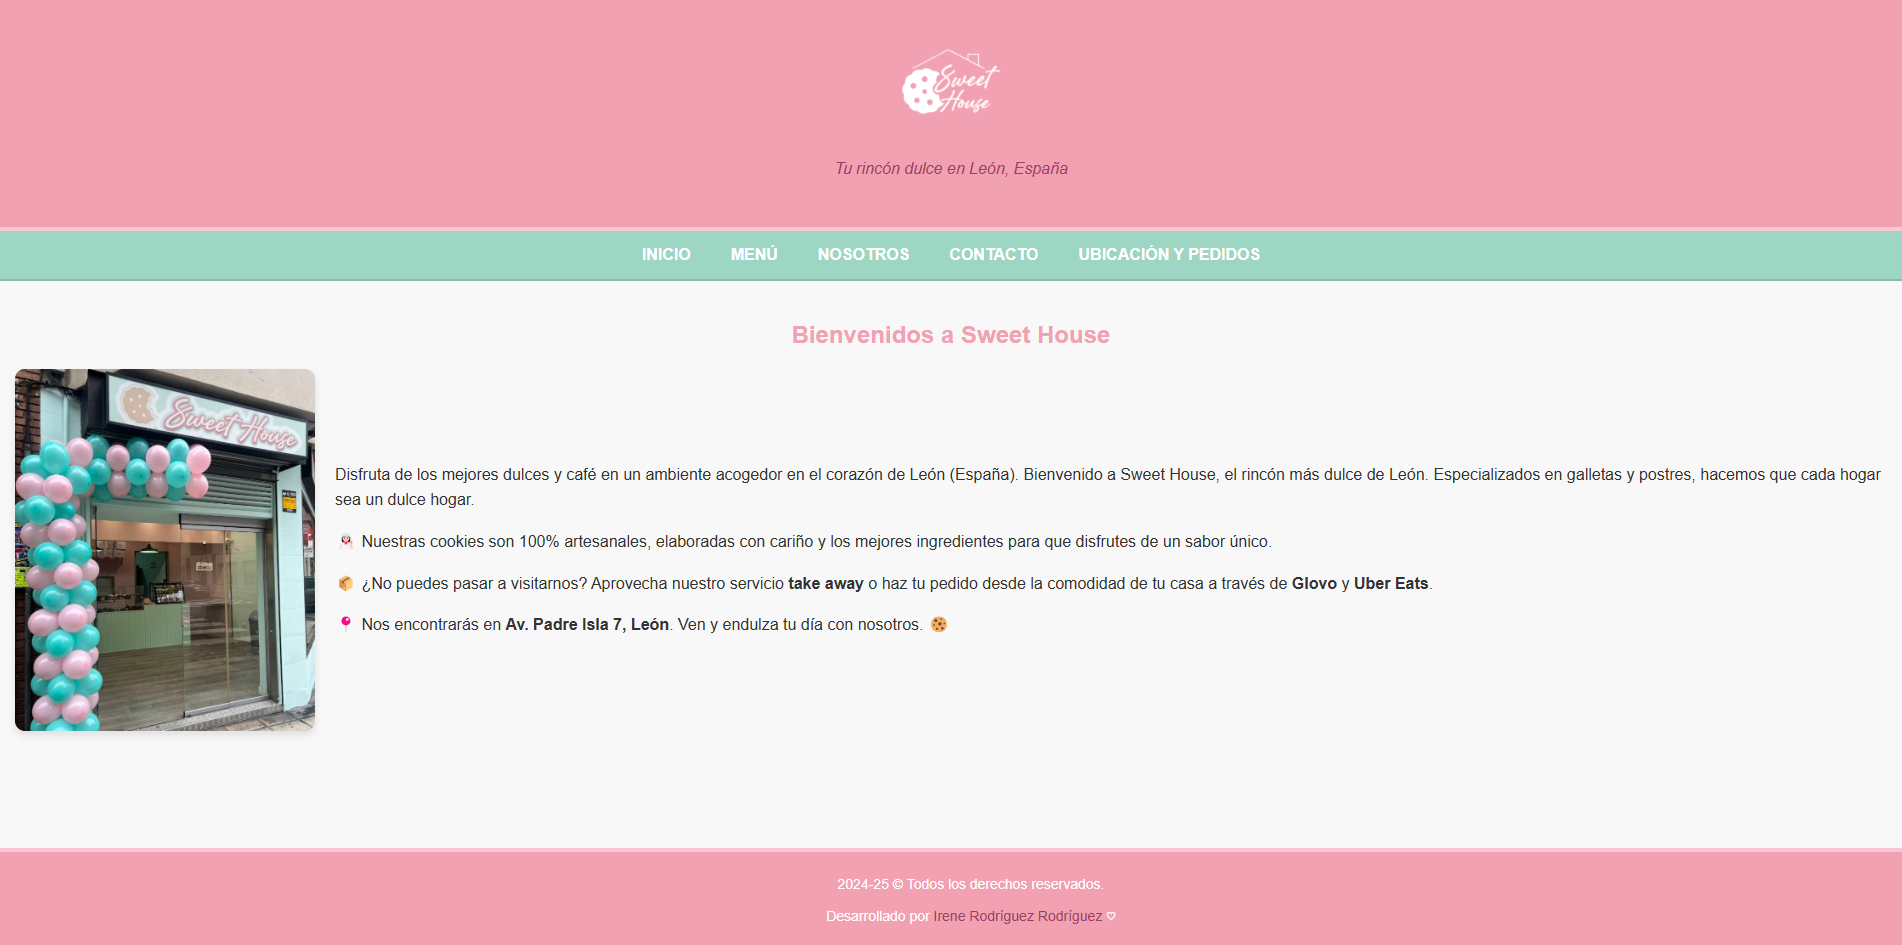 Sweet
House
Tu rincón dulce en León, España
INICIO MENÚ NOSOTROS CONTACTO UBICACIÓN Y PEDIDOS
Bienvenidos a Sweet House
Sweet House
Disfruta de los mejores dulces y café en un ambiente acogedor en el corazón de León (España). Bienvenido a Sweet House, el rincón más dulce de León. Especializados en galletas y postres, hacemos que cada hogar
sea un dulce hogar.
Nuestras cookies son 100% artesanales, elaboradas con cariño y los mejores ingredientes para que disfrutes de un sabor único.
¿No puedes pasar a visitarnos? Aprovecha nuestro servicio take away o haz tu pedido desde la comodidad de tu casa a través de Glovo y Uber Eats.
Nos encontrarás en Av. Padre Isla 7, León. Ven y endulza tu día con nosotros.
2024-25 © Todos los derechos reservados.
Desarrollado por Irene Rodríguez Rodríguez ♡